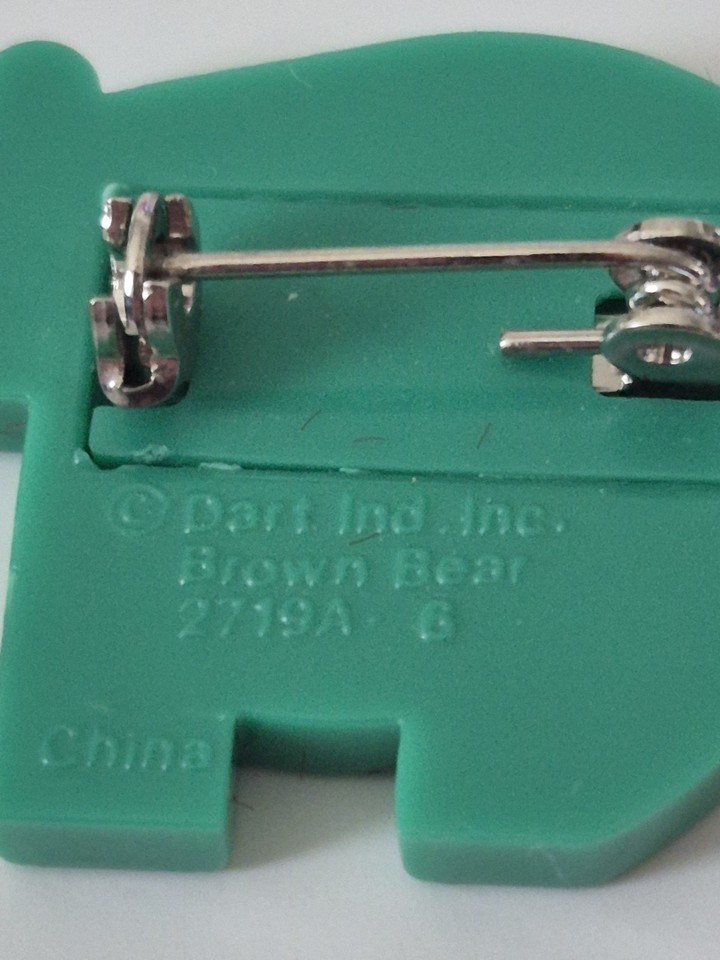 © Dart Ind. Inc.
Brown Bear
2719A - 6
China